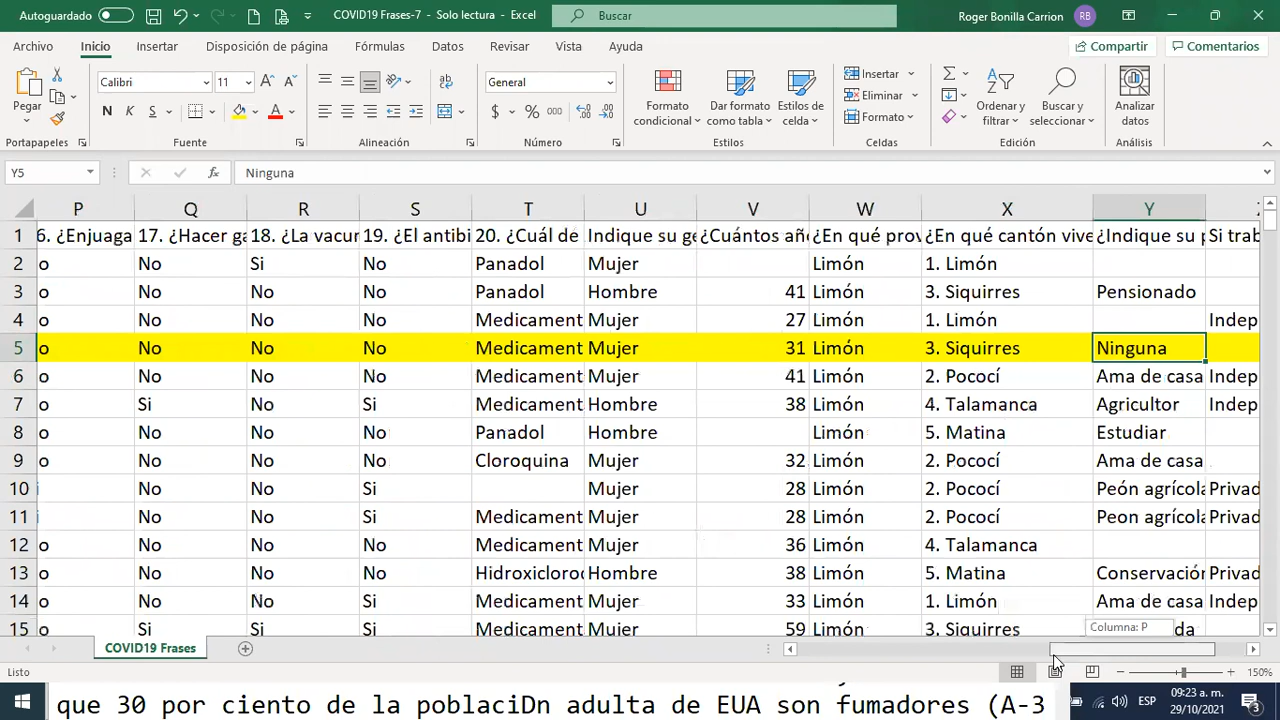 Autoguardado COVID19 Frases-7 - Solo lectura - Excel Buscar Roger Bonilla Carrion RB
Archivo Inicio Insertar Disposición de página Fórmulas Datos Revisar Vista Ayuda Compartir Comentarios
Pegar Calibri 11 General Formato condicional Dar formato como tabla Estilos de celda Insertar Eliminar Formato Ordenar y filtrar Buscar y seleccionar Analizar datos
Portapapeles Fuente Alineación Número Estilos Celdas Edición Análisis
Y5 Ninguna
P Q R S T U V W X Y
1 6. ¿Enjuaga 17. ¿Hacer ga 18. ¿La vacur 19. ¿El antibi 20. ¿Cuál de Indique su ge ¿Cuántos año ¿En qué prov ¿En qué cantón vive ¿Indique su p Si trab
2 o No Si No Panadol Mujer Limón 1. Limón
3 o No No No Panadol Hombre 41 Limón 3. Siquirres Pensionado
4 o No No No Medicament Mujer 27 Limón 1. Limón Indep
5 o No No No Medicament Mujer 31 Limón 3. Siquirres Ninguna
6 o No No No Medicament Mujer 41 Limón 2. Pococí Ama de casa Indep
7 o Si No Si Medicament Hombre 38 Limón 4. Talamanca Agricultor Indep
8 o No No No Panadol Hombre Limón 5. Matina Estudiar
9 o No No No Cloroquina Mujer 32 Limón 2. Pococí Ama de casa
10 i No No Si Mujer 28 Limón 2. Pococí Peón agrícola Privad
11 i No No Si Medicament Mujer 28 Limón 2. Pococí Peon agrícola Privad
12 o No No No Medicament Mujer 36 Limón 4. Talamanca
13 o No No No Hidroxicloro Hombre 38 Limón 5. Matina Conservación Privad
14 o No No Si Medicament Mujer 33 Limón 1. Limón Ama de casa Indep
15 o Si No Si Medicament Mujer 59 Limón 3. Siquirres da
Columna: P
COVID19 Frases
Listo 150%
que 30 por ciento de la poblaciDn adulta de EUA son fumadores (A-3
ESP 09:23 a. m.
29/10/2021 3